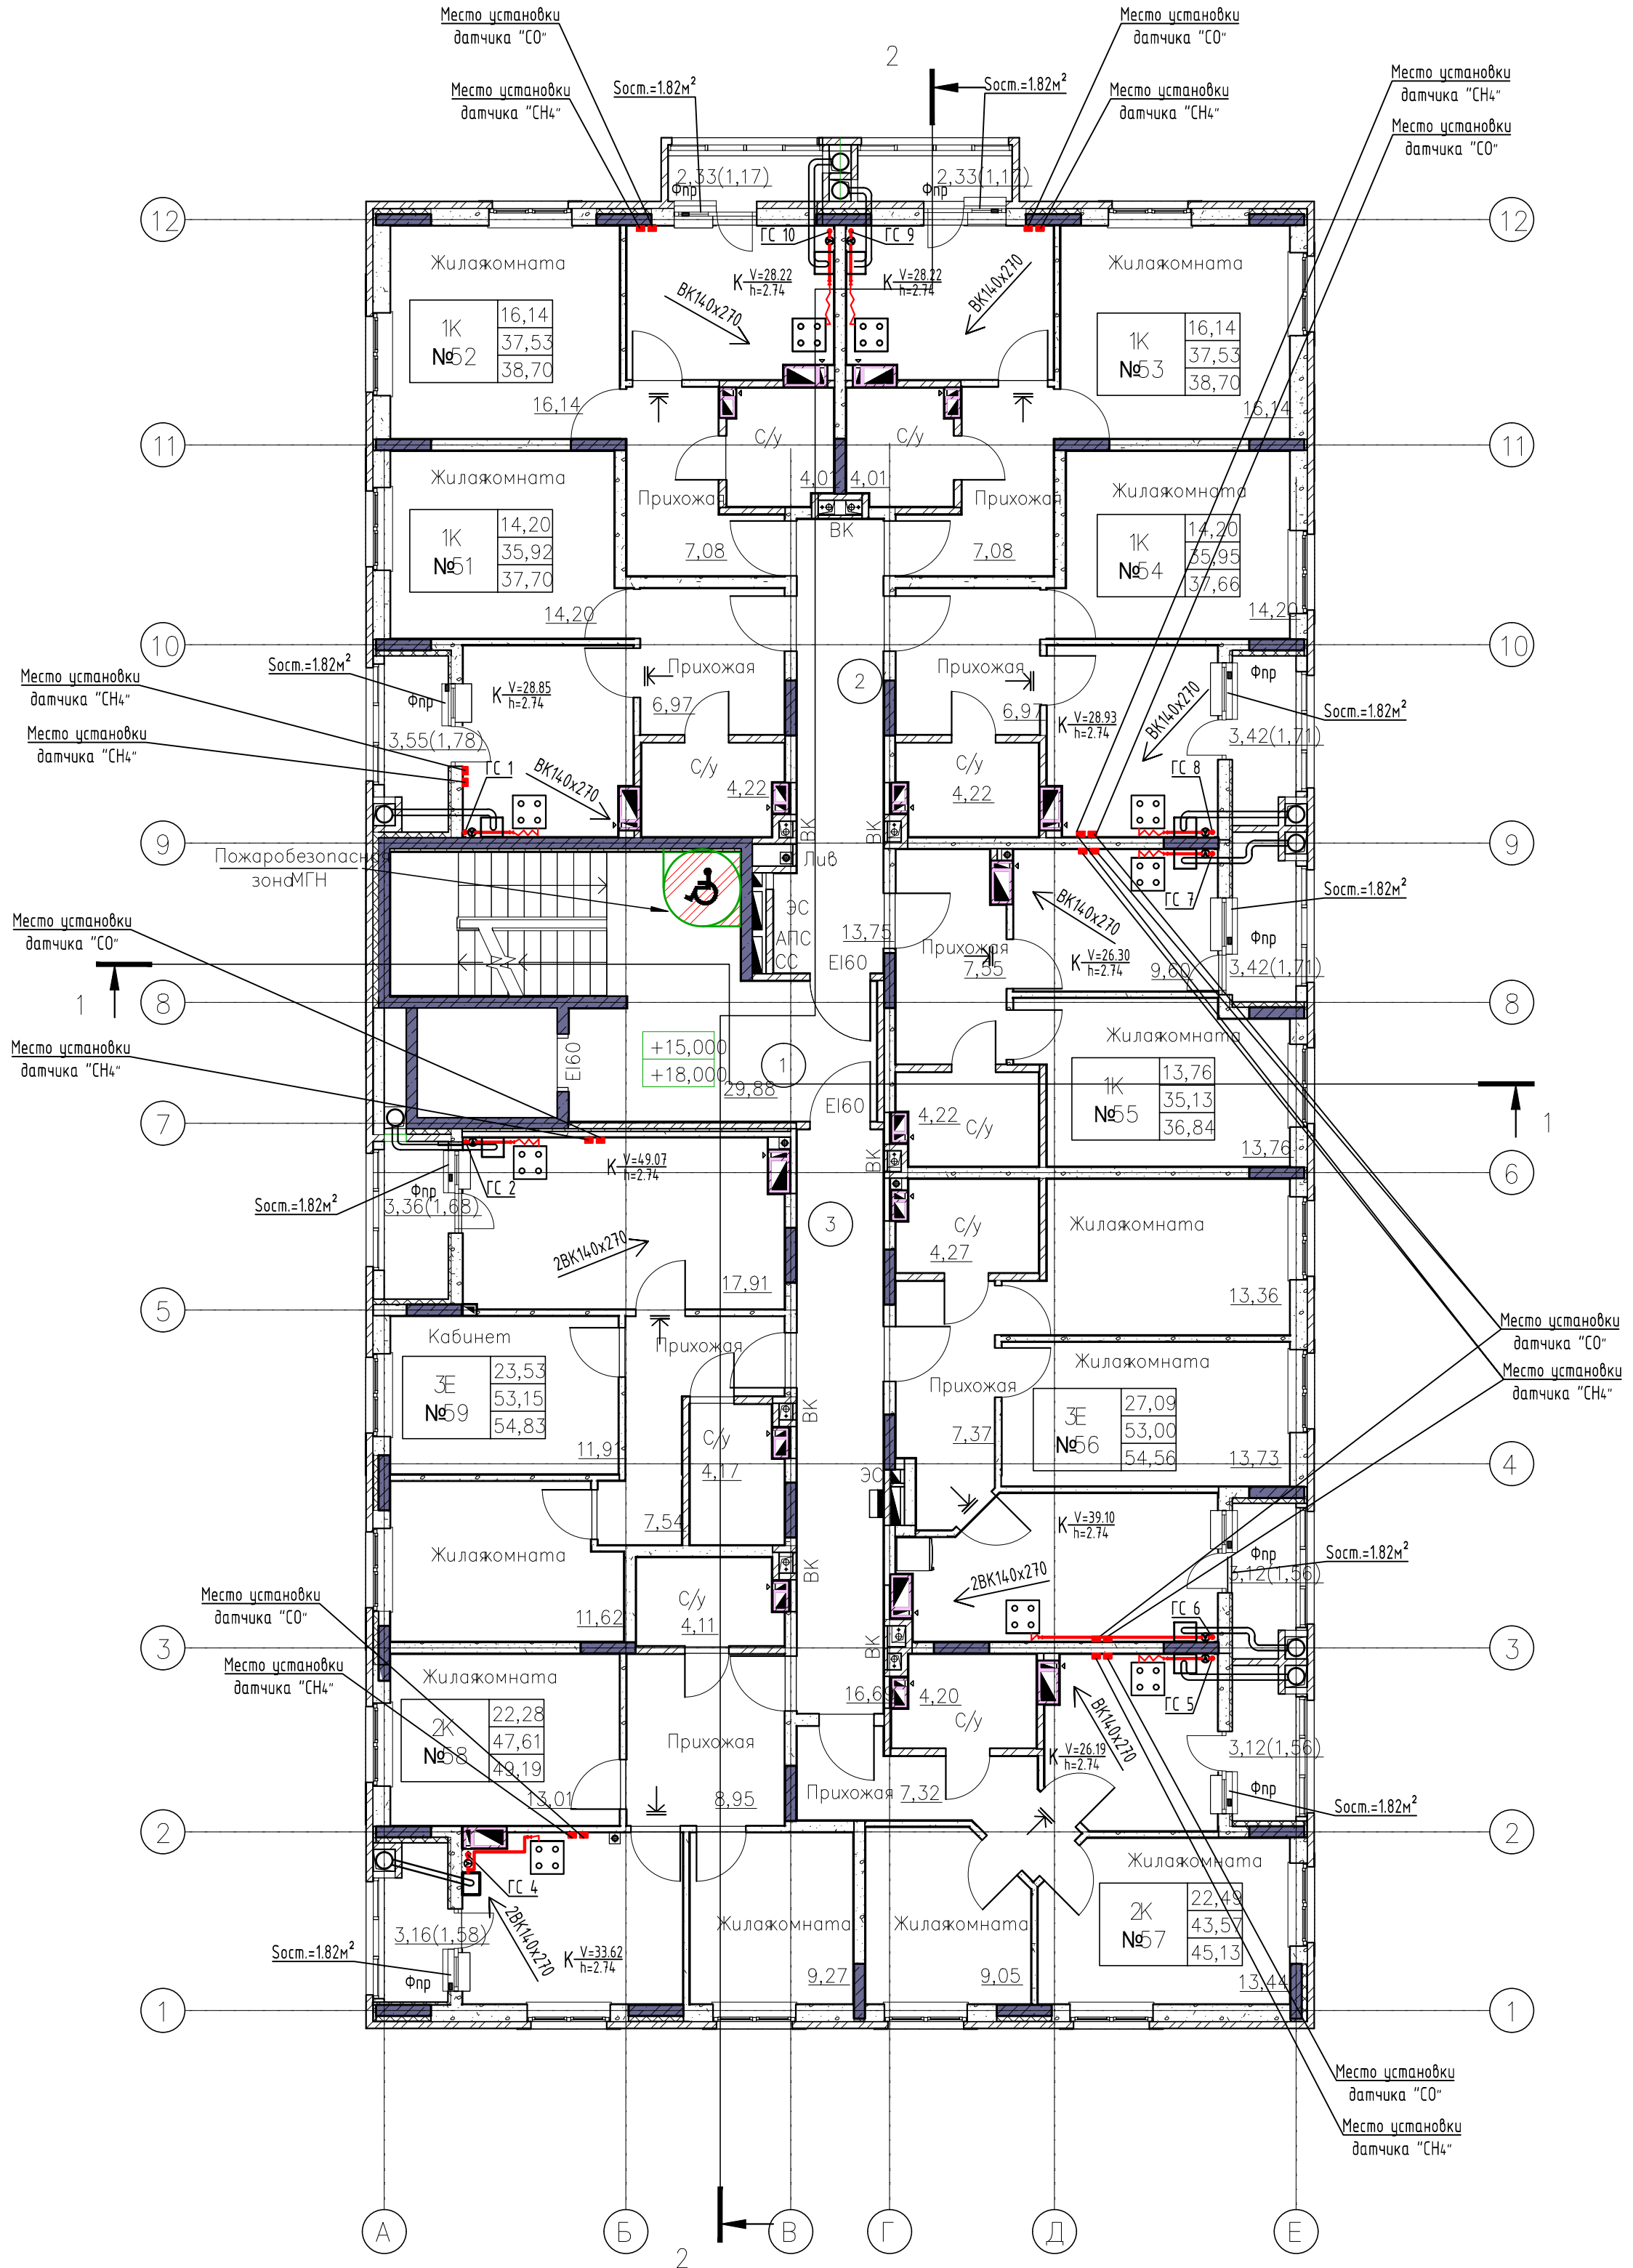 Место установки
датчика "СО"
Место установки
датчика "СН4"
Sост.=1.82м²
2
Sост.=1.82м²
Место установки
датчика "СО"
Место установки
датчика "СН4"
Место установки
датчика "СН4"
Место установки
датчика "СО"
2,33(1,17)
Фпр
2,33(1,17)
Фпр
12
12
ГС 10
ГС 9
Жилая комната
К V=28.22
h=2.74
К V=28.22
h=2.74
ВК140х270
ВК140х270
Жилая комната
1К
№52
16,14
37,53
38,70
1К
№53
16,14
37,53
38,70
16,14
16,14
11
11
С/у
С/у
4,01
4,01
Жилая комната
Прихожая
Прихожая
Жилая комната
1К
№51
14,20
35,92
37,70
ВК
1К
№54
14,20
35,95
37,66
7,08
7,08
14,20
14,20
10
10
Sост.=1.82м²
Место установки
датчика "СН4"
Фпр
К V=28.85
h=2.74
Прихожая
6,97
2
Прихожая
6,97
К V=28.93
h=2.74
ВК140х270
Фпр
Sост.=1.82м²
Место установки
датчика "СН4"
3,55(1,78)
3,42(1,71)
ГС 1
ВК140х270
С/у
4,22
С/у
4,22
ГС 8
ВК
ВК
9
9
Пожаробезопасная
зона МГН
Лив
ЭС
АПС
СС
13,75
EI60
Прихожая
7,55
ВК140х270
К V=26.30
h=2.74
ГС 7
Sост.=1.82м²
Фпр
9,60
3,42(1,71)
Место установки
датчика "СО"
1
8
8
Место установки
датчика "СН4"
EI60
+15,000
+18,000
29,88
1
EI60
Жилая комната
1К
№55
13,76
35,13
36,84
13,76
1
7
4,22
С/у
ВК
6
К V=49.07
h=2.74
ГС 2
Фпр
3,36(1,68)
Sост.=1.82м²
2ВК140х270
17,91
3
С/у
4,27
Жилая комната
13,36
5
Место установки
датчика "СО"
Место установки
датчика "СН4"
Кабинет
3Е
№59
23,53
53,15
54,83
11,91
Прихожая
ВК
С/у
4,17
Прихожая
7,37
Жилая комната
3Е
№56
27,09
53,00
54,56
13,73
4
ЭС
7,54
К V=39.10
h=2.74
Жилая комната
11,62
ВК
С/у
4,11
2ВК140х270
Фпр
Sост.=1.82м²
3,12(1,56)
ГС 6
Место установки
датчика "СО"
3
3
ВК
Место установки
датчика "СН4"
Жилая комната
2К
№58
22,28
47,61
49,19
13,01
Прихожая
8,95
16,69
4,20
С/у
ГС 5
ВК140х270
К V=26.19
h=2.74
3,12(1,56)
Фпр
Sост.=1.82м²
Прихожая
7,32
2
2
ГС 4
2ВК140х270
3,16(1,58)
Sост.=1.82м²
Фпр
К V=33.62
h=2.74
Жилая комната
9,27
Жилая комната
9,05
Жилая комната
2К
№57
22,49
43,57
45,13
13,44
1
1
Место установки
датчика "СО"
Место установки
датчика "СН4"
А
Б
В
Г
Д
Е
2